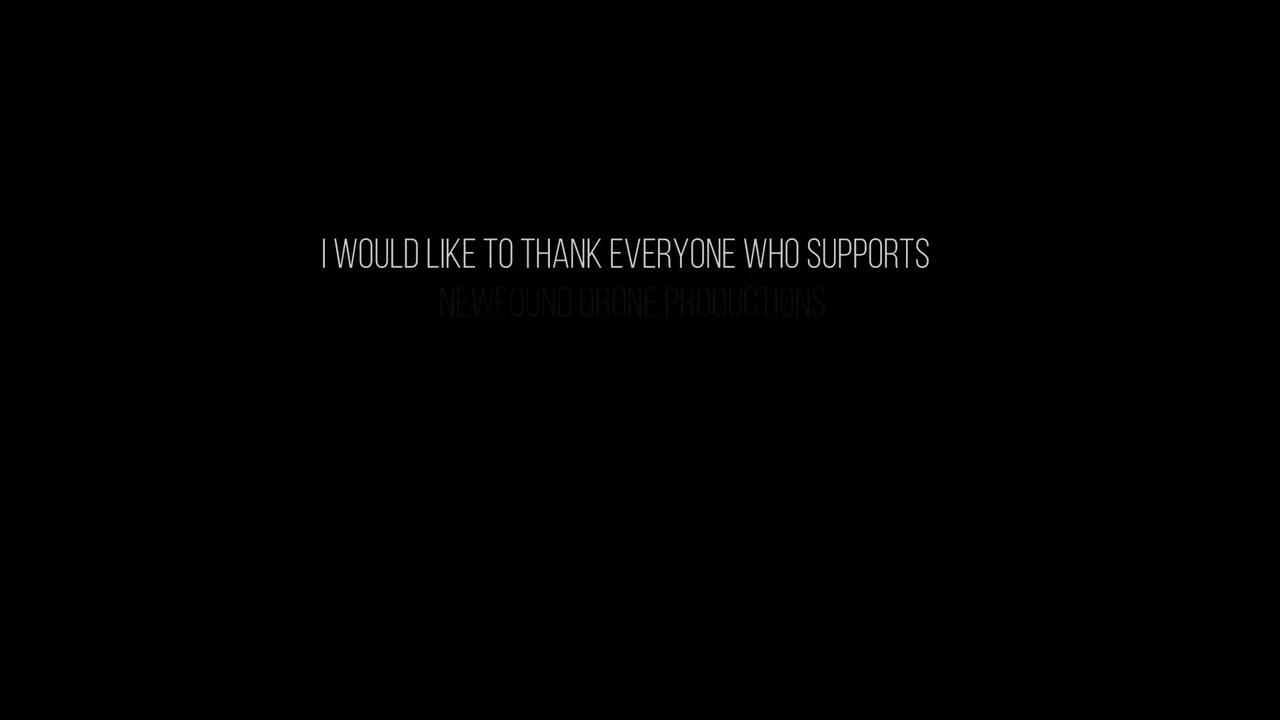 I WOULD LIKE TO THANK EVERYONE WHO SUPPORTS
NEWFOUND DRONE PRODUCTIONS